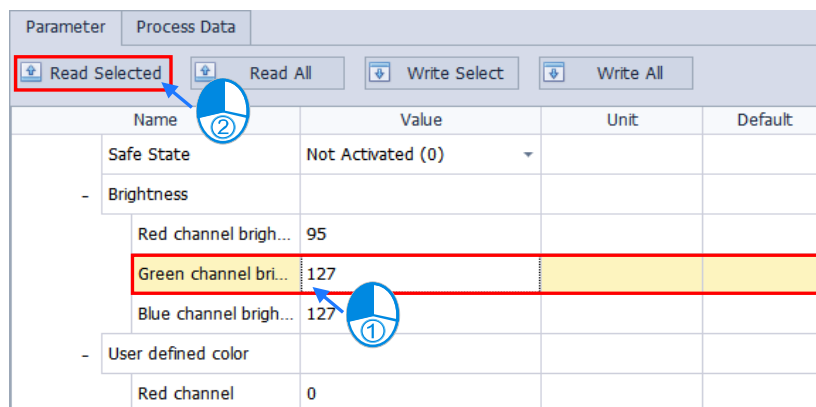 Parameter Process Data
Read Selected Read All Write Select Write All
Name Value Unit Default
Safe State Not Activated (0)
- Brightness
Red channel brigh... 95
Green channel bri... 127
Blue channel brigh... 127
- User defined color
Red channel 0
②
①